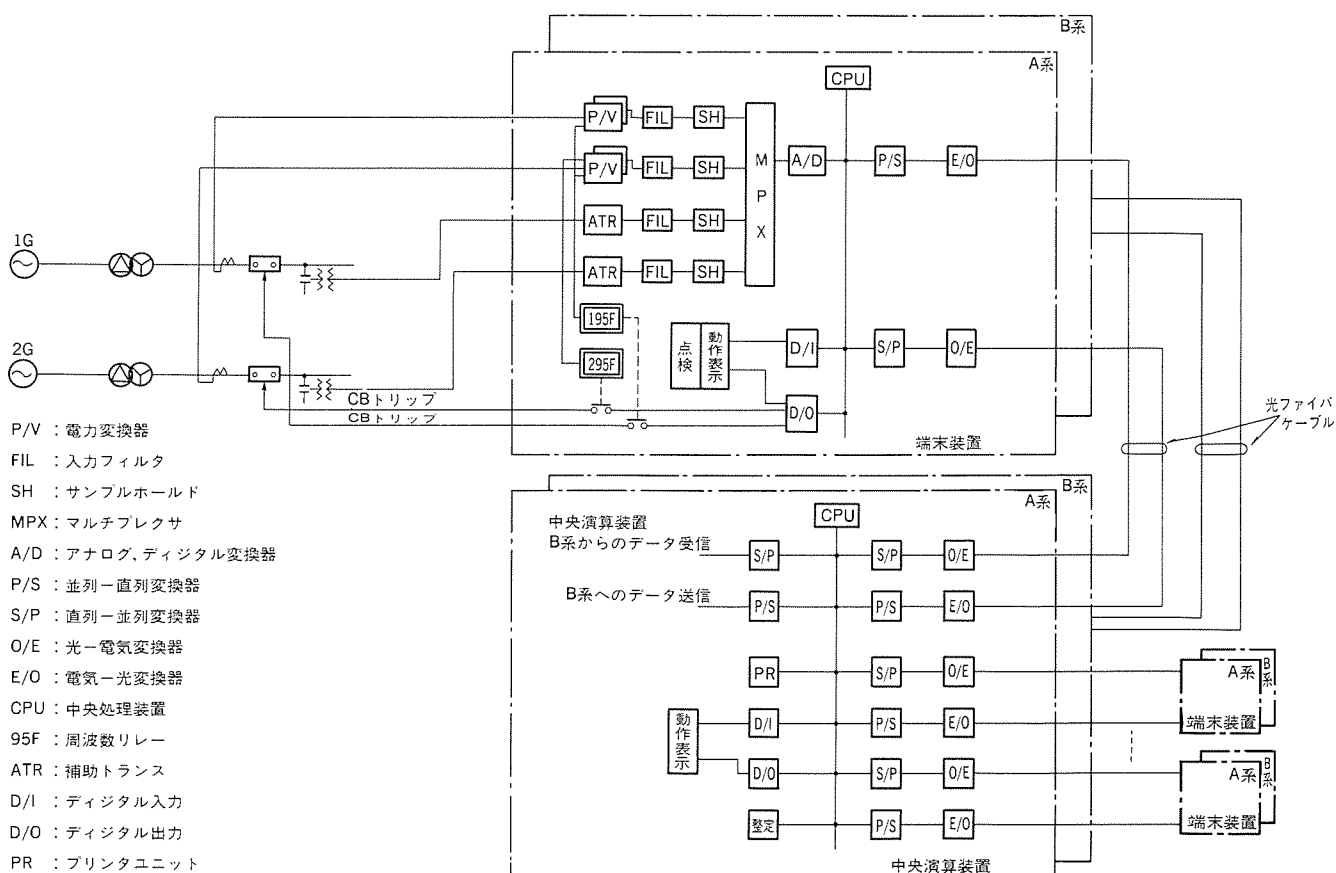 B系
A系
CPU
P/V
FIL
SH
P/V
FIL
SH
MPX
A/D
P/S
E/O
ATR
FIL
SH
1G
ATR
FIL
SH
195F
点検
動作表示
D/I
S/P
O/E
295F
2G
CBトリップ
D/O
CBトリップ
光ファイバケーブル
端末装置
P/V:電力変換器
FIL:入力フィルタ
SH:サンプルホールド
MPX:マルチプレクサ
A/D:アナログ,ディジタル変換器
P/S:並列-直列変換器
S/P:直列-並列変換器
O/E:光-電気変換器
E/O:電気-光変換器
CPU:中央処理装置
95F:周波数リレー
ATR:補助トランス
D/I:ディジタル入力
D/O:ディジタル出力
PR:プリンタユニット
B系
A系
中央演算装置
CPU
B系からのデータ受信
S/P
S/P
O/E
B系へのデータ送信
P/S
P/S
E/O
PR
S/P
O/E
A系
B系
端末装置
動作表示
D/I
P/S
E/O
D/O
S/P
O/E
A系
B系
端末装置
整定
P/S
E/O
中央演算装置